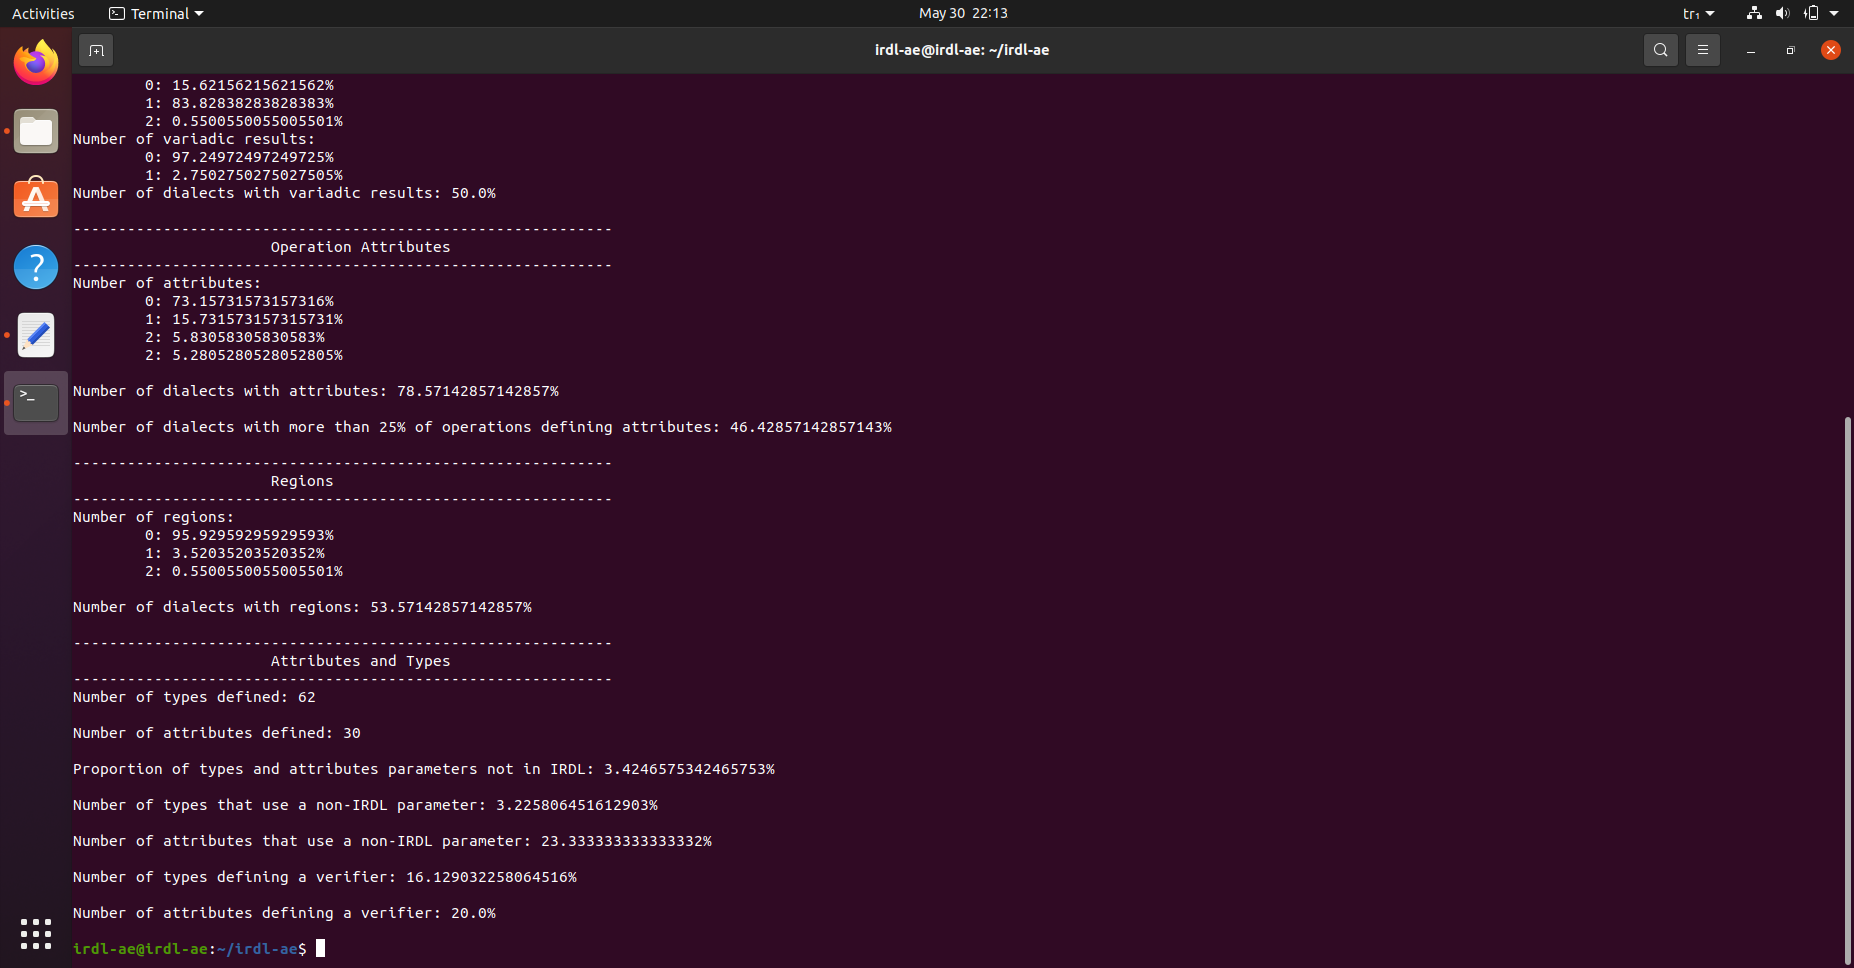 Activities
Terminal
May 30 22:13
tr₁
irdl-ae@irdl-ae: ~/irdl-ae
0: 15.62156215621562%
1: 83.82838283828383%
2: 0.5500550055005501%
Number of variadic results:
0: 97.24972497249725%
1: 2.7502750275027505%
Number of dialects with variadic results: 50.0%
------------------------------------------------------------
Operation Attributes
------------------------------------------------------------
Number of attributes:
0: 73.15731573157316%
1: 15.731573157315731%
2: 5.83058305830583%
2: 5.2805280528052805%
Number of dialects with attributes: 78.57142857142857%
Number of dialects with more than 25% of operations defining attributes: 46.42857142857143%
------------------------------------------------------------
Regions
------------------------------------------------------------
Number of regions:
0: 95.92959295929593%
1: 3.52035203520352%
2: 0.5500550055005501%
Number of dialects with regions: 53.57142857142857%
------------------------------------------------------------
Attributes and Types
------------------------------------------------------------
Number of types defined: 62
Number of attributes defined: 30
Proportion of types and attributes parameters not in IRDL: 3.4246575342465753%
Number of types that use a non-IRDL parameter: 3.225806451612903%
Number of attributes that use a non-IRDL parameter: 23.333333333333332%
Number of types defining a verifier: 16.129032258064516%
Number of attributes defining a verifier: 20.0%
irdl-ae@irdl-ae:~/irdl-ae$